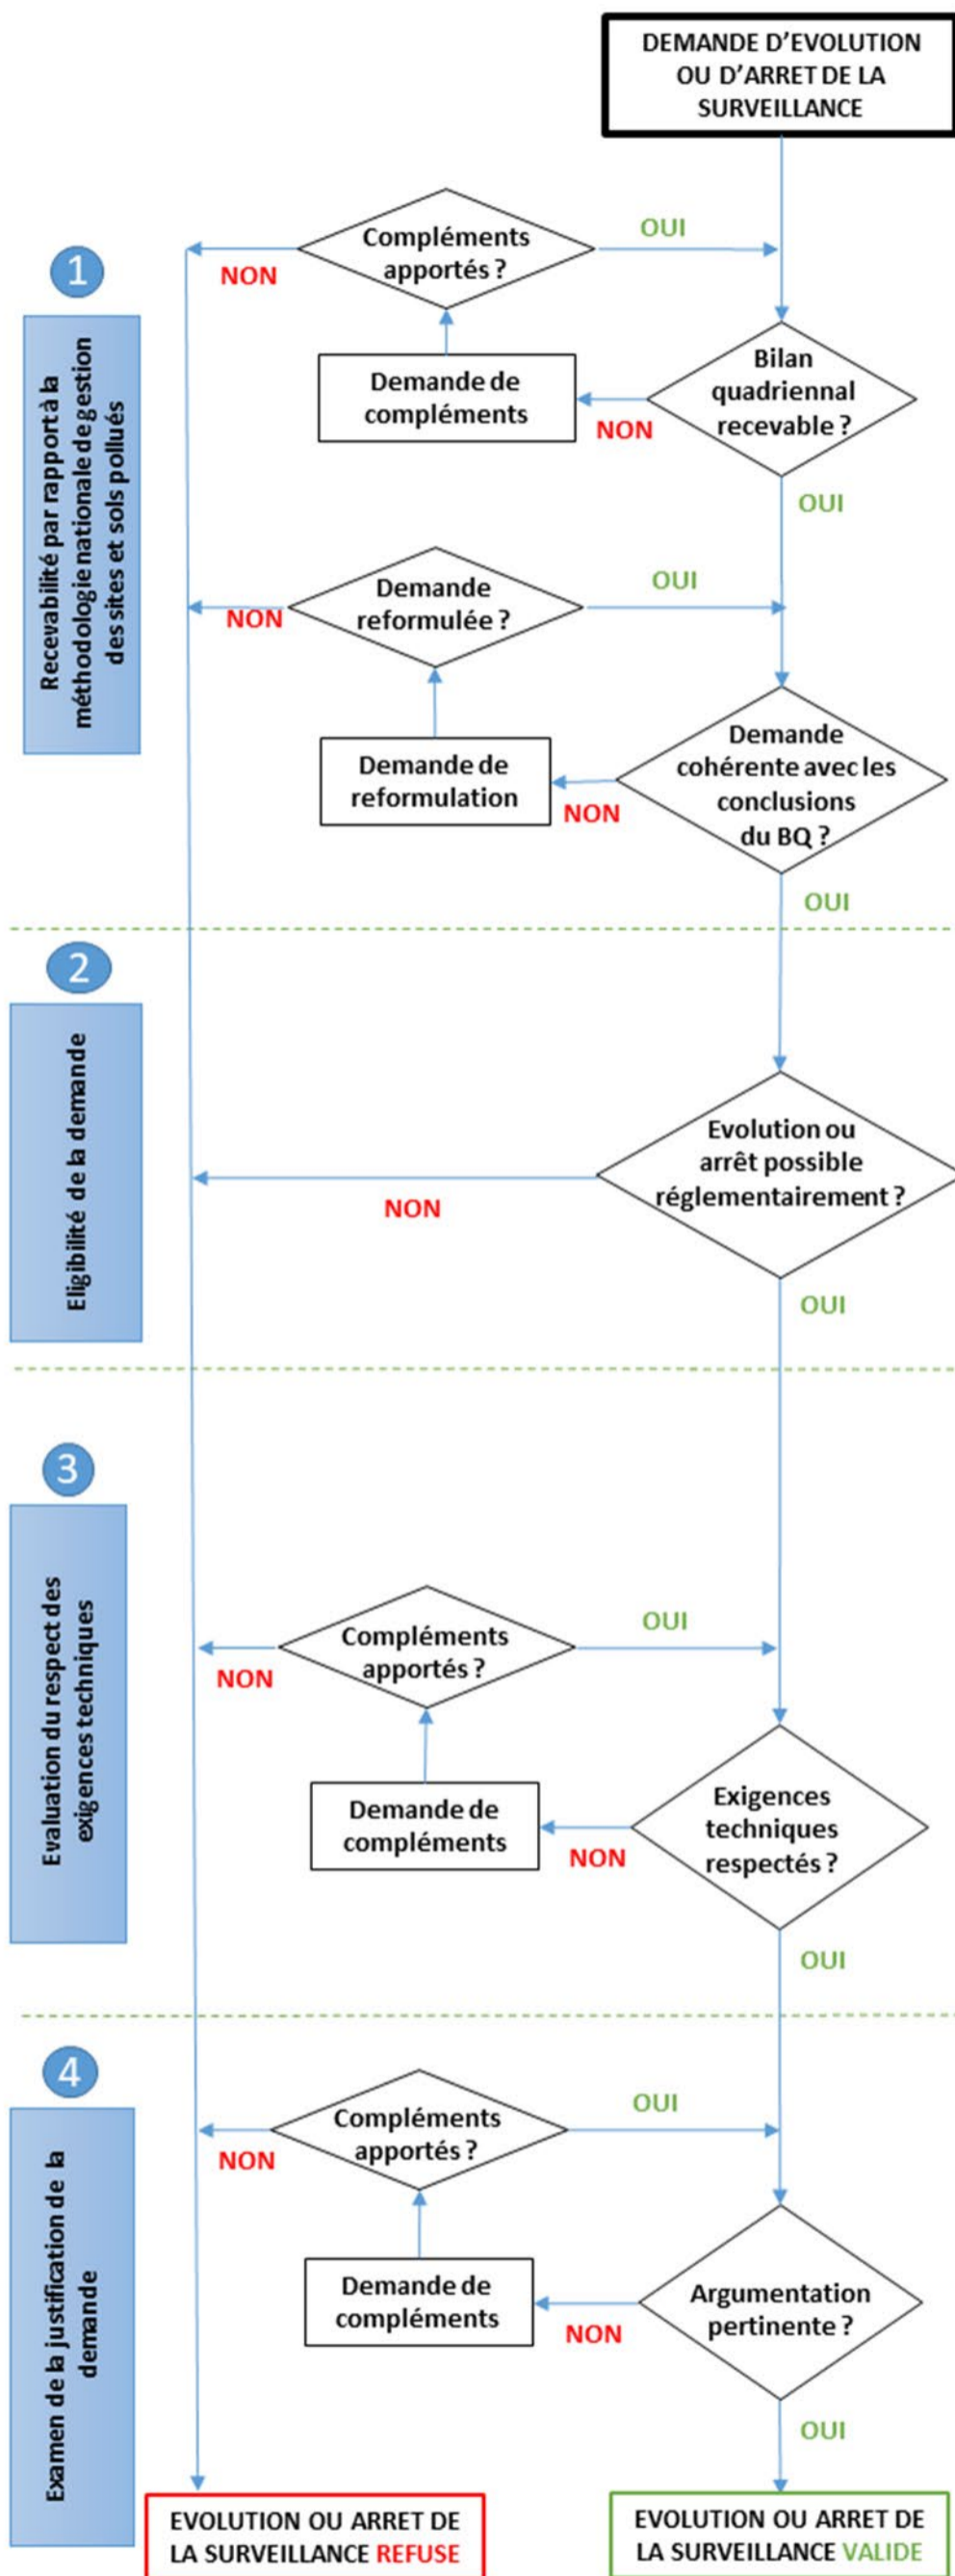 DEMANDE D'EVOLUTION
OU D'ARRET DE LA
SURVEILLANCE
1
Recevabilité par rapport à la
méthodologie nationale de gestion
des sites et sols pollués
Compléments
apportés ?
OUI
NON
Demande de
compléments
Bilan
quadriennal
recevable ?
NON
OUI
Demande
reformulée ?
OUI
NON
Demande de
reformulation
Demande
cohérente avec les
conclusions
du BQ ?
NON
OUI
2
Eligibilité de la demande
Evolution ou
arrêt possible
réglementairement ?
NON
OUI
3
Evaluation du respect des
exigences techniques
Compléments
apportés ?
OUI
NON
Demande de
compléments
Exigences
techniques
respectés ?
NON
OUI
4
Examen de la justification de la
demande
Compléments
apportés ?
OUI
NON
Demande de
compléments
Argumentation
pertinente ?
NON
OUI
EVOLUTION OU ARRET DE
LA SURVEILLANCE REFUSE
EVOLUTION OU ARRET DE
LA SURVEILLANCE VALIDE